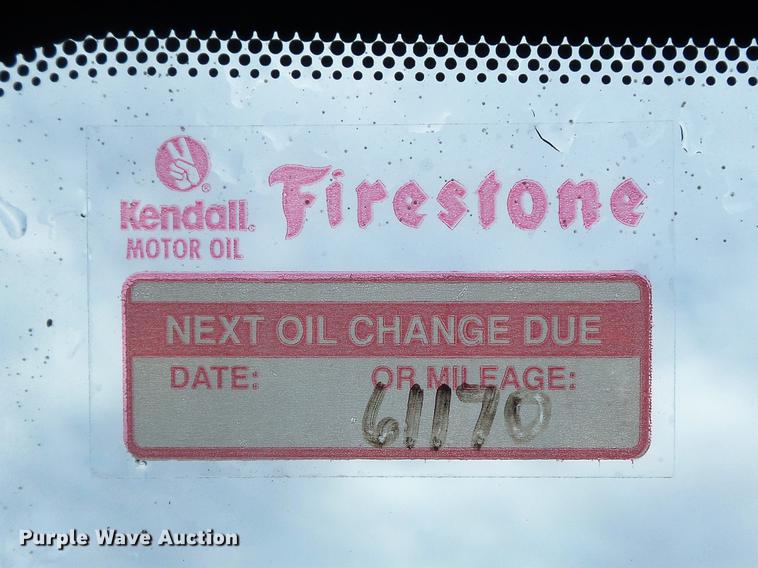 Kendall®
MOTOR OIL
Firestone
NEXT OIL CHANGE DUE
DATE: OR MILEAGE:
61170
Purple Wave Auction